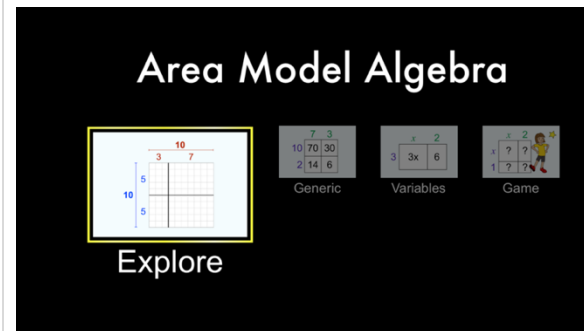 Area Model Algebra
10
3 7
5
10
5
Explore
7 3
10 70 30
2 14 6
Generic
x 2
3 3x 6
Variables
x 2
x ? ?
1 ? ?
Game